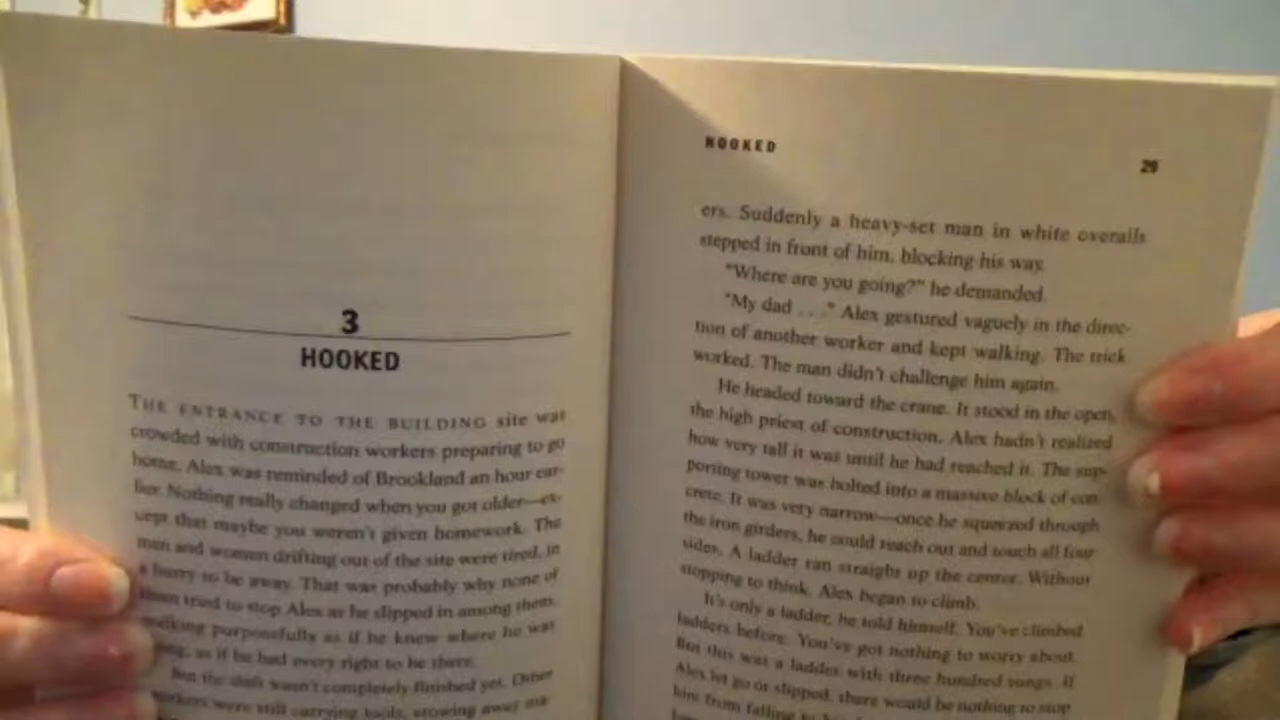 3
HOOKED
THE ENTRANCE TO THE BUILDING site was
crowded with construction workers preparing to go
home. Alex was reminded of Brookland an hour ear-
lier. Nothing really changed when you got older—ex-
cept that maybe you weren't given homework. The
men and women drifting out of the site were tired, in
a hurry to be away. That was probably why none of
them tried to stop Alex as he slipped in among them,
walking purposefully as if he knew where he was
going, as if he had every right to be there.
But the shift wasn't completely finished yet. Other
workers were still carrying tools, stowing away ma-
HOOKED
29
ers. Suddenly a heavy-set man in white overalls
stepped in front of him, blocking his way.
"Where are you going?" he demanded.
"My dad . . ." Alex gestured vaguely in the direc-
tion of another worker and kept walking. The trick
worked. The man didn't challenge him again.
He headed toward the crane. It stood in the open,
the high priest of construction. Alex hadn't realized
how very tall it was until he had reached it. The sup-
porting tower was bolted into a massive block of con-
crete. It was very narrow—once he squeezed through
the iron girders, he could reach out and touch all four
sides. A ladder ran straight up the center. Without
stopping to think, Alex began to climb.
It's only a ladder, he told himself. You've climbed
ladders before. You've got nothing to worry about.
But this was a ladder with three hundred rungs. If
Alex let go or slipped, there would be nothing to stop
him from falling to his